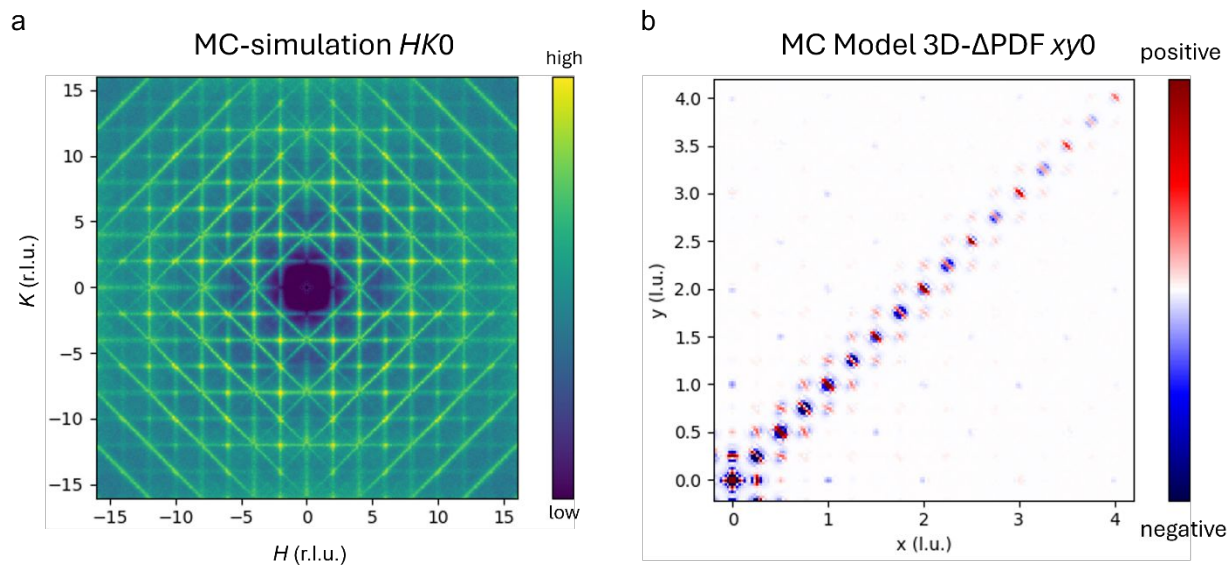 a
MC-simulation HK0
high
15
10
5
0
−5
−10
−15
K (r.l.u.)
−15 −10 −5 0 5 10 15
low
H (r.l.u.)
b
MC Model 3D-ΔPDF xy0
positive
4.0
3.5
3.0
2.5
2.0
1.5
1.0
0.5
0.0
y (l.u.)
0 1 2 3 4
x (l.u.)
negative